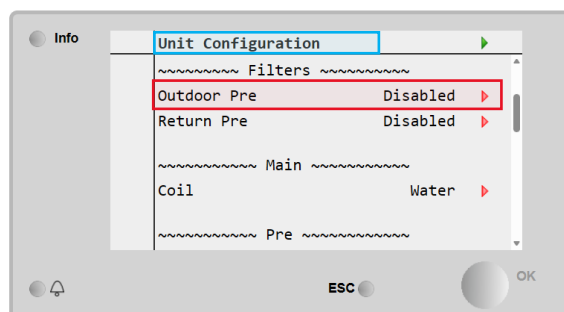 Info
Unit Configuration
~~~~~~~~~ Filters ~~~~~~~~~~
Outdoor Pre Disabled
Return Pre Disabled
~~~~~~~~~~~ Main ~~~~~~~~~~~
Coil Water
~~~~~~~~~~~ Pre ~~~~~~~~~~~~
ESC
OK